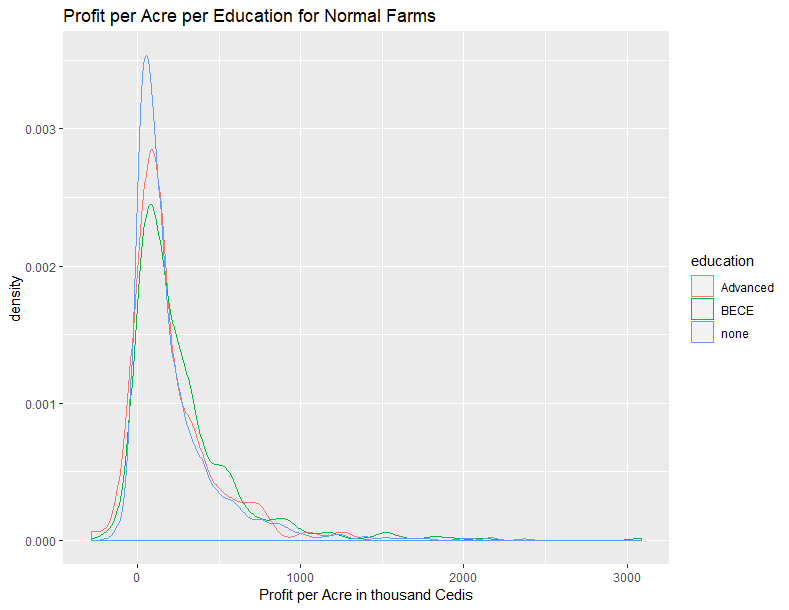 Profit per Acre per Education for Normal Farms
0.003
0.002
0.001
0.000
density
0
1000
2000
3000
Profit per Acre in thousand Cedis
education
Advanced
BECE
none